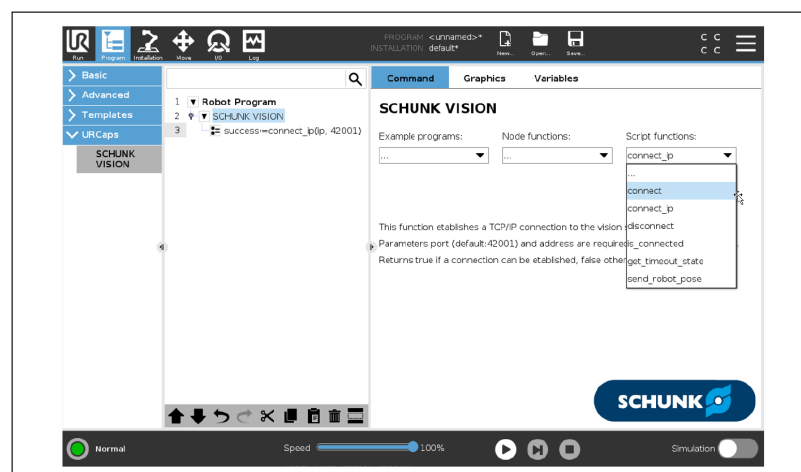 PROGRAM <unnamed>*
INSTALLATION default*
Run Program Installation Move I/O Log New... Open... Save...
C C
C C
Basic
Advanced
Templates
URCaps
SCHUNK
VISION
1 Robot Program
2 SCHUNK VISION
3 success:=connect_ip(ip, 42001)
Command Graphics Variables
SCHUNK VISION
Example programs: Node functions: Script functions:
... ... connect_ip
...
connect
connect_ip
disconnect
is_connected
get_timeout_state
send_robot_pose
This function etablishes a TCP/IP connection to the vision
Parameters port (default:42001) and address are required
Returns true if a connection can be etablished, false other
SCHUNK
Normal Speed 100% Simulation